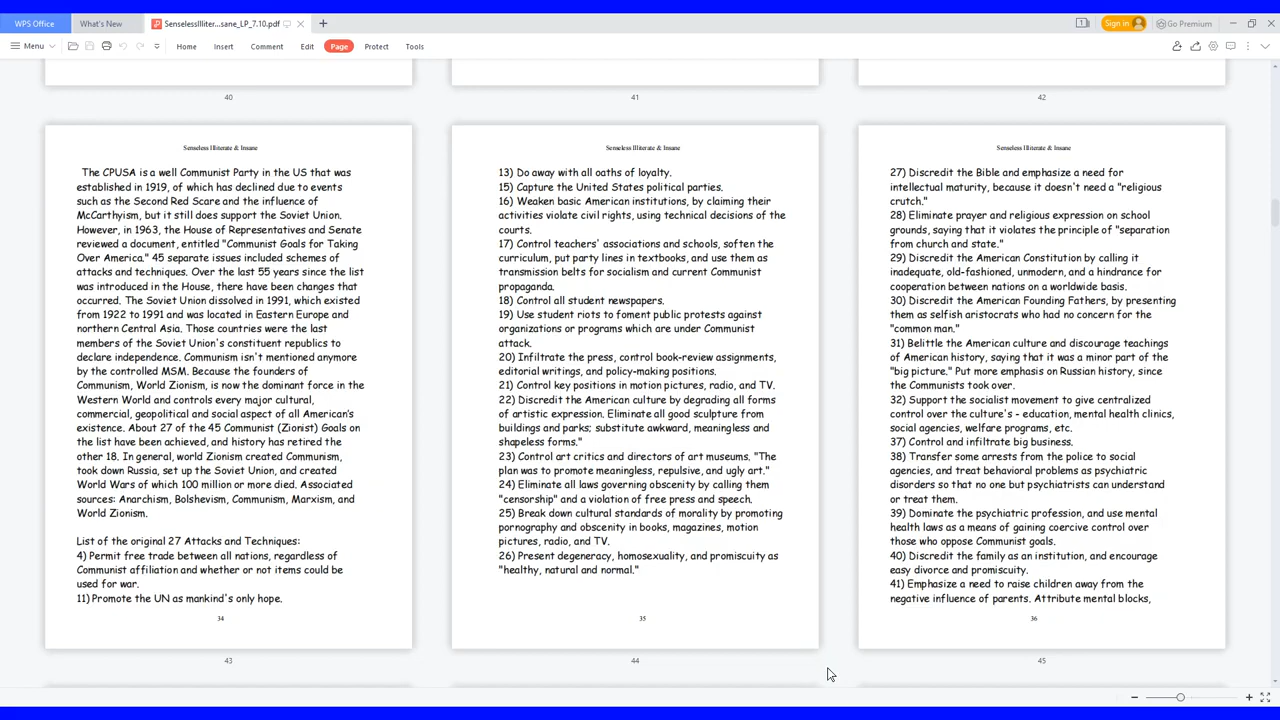 WPS Office
What's New
SenselessIlliter...sane_LP_7.10.pdf
Sign in
Go Premium
Menu
Home
Insert
Comment
Edit
Page
Protect
Tools
40
41
42
Senseless Illiterate & Insane
The CPUSA is a well Communist Party in the US that was
established in 1919, of which has declined due to events
such as the Second Red Scare and the influence of
McCarthyism, but it still does support the Soviet Union.
However, in 1963, the House of Representatives and Senate
reviewed a document, entitled "Communist Goals for Taking
Over America." 45 separate issues included schemes of
attacks and techniques. Over the last 55 years since the list
was introduced in the House, there have been changes that
occurred. The Soviet Union dissolved in 1991, which existed
from 1922 to 1991 and was located in Eastern Europe and
northern Central Asia. Those countries were the last
members of the Soviet Union's constituent republics to
declare independence. Communism isn't mentioned anymore
by the controlled MSM. Because the founders of
Communism, World Zionism, is now the dominant force in the
Western World and controls every major cultural,
commercial, geopolitical and social aspect of all American's
existence. About 27 of the 45 Communist (Zionist) Goals on
the list have been achieved, and history has retired the
other 18. In general, world Zionism created Communism,
took down Russia, set up the Soviet Union, and created
World Wars of which 100 million or more died. Associated
sources: Anarchism, Bolshevism, Communism, Marxism, and
World Zionism.
List of the original 27 Attacks and Techniques:
4) Permit free trade between all nations, regardless of
Communist affiliation and whether or not items could be
used for war.
11) Promote the UN as mankind's only hope.
34
43
Senseless Illiterate & Insane
13) Do away with all oaths of loyalty.
15) Capture the United States political parties.
16) Weaken basic American institutions, by claiming their
activities violate civil rights, using technical decisions of the
courts.
17) Control teachers' associations and schools, soften the
curriculum, put party lines in textbooks, and use them as
transmission belts for socialism and current Communist
propaganda.
18) Control all student newspapers.
19) Use student riots to foment public protests against
organizations or programs which are under Communist
attack.
20) Infiltrate the press, control book-review assignments,
editorial writings, and policy-making positions.
21) Control key positions in motion pictures, radio, and TV.
22) Discredit the American culture by degrading all forms
of artistic expression. Eliminate all good sculpture from
buildings and parks; substitute awkward, meaningless and
shapeless forms."
23) Control art critics and directors of art museums. "The
plan was to promote meaningless, repulsive, and ugly art."
24) Eliminate all laws governing obscenity by calling them
"censorship" and a violation of free press and speech.
25) Break down cultural standards of morality by promoting
pornography and obscenity in books, magazines, motion
pictures, radio, and TV.
26) Present degeneracy, homosexuality, and promiscuity as
"healthy, natural and normal."
35
44
Senseless Illiterate & Insane
27) Discredit the Bible and emphasize a need for
intellectual maturity, because it doesn't need a "religious
crutch."
28) Eliminate prayer and religious expression on school
grounds, saying that it violates the principle of "separation
from church and state."
29) Discredit the American Constitution by calling it
inadequate, old-fashioned, unmodern, and a hindrance for
cooperation between nations on a worldwide basis.
30) Discredit the American Founding Fathers, by presenting
them as selfish aristocrats who had no concern for the
"common man."
31) Belittle the American culture and discourage teachings
of American history, saying that it was a minor part of the
"big picture." Put more emphasis on Russian history, since
the Communists took over.
32) Support the socialist movement to give centralized
control over the culture's - education, mental health clinics,
social agencies, welfare programs, etc.
37) Control and infiltrate big business.
38) Transfer some arrests from the police to social
agencies, and treat behavioral problems as psychiatric
disorders so that no one but psychiatrists can understand
or treat them.
39) Dominate the psychiatric profession, and use mental
health laws as a means of gaining coercive control over
those who oppose Communist goals.
40) Discredit the family as an institution, and encourage
easy divorce and promiscuity.
41) Emphasize a need to raise children away from the
negative influence of parents. Attribute mental blocks,
36
45